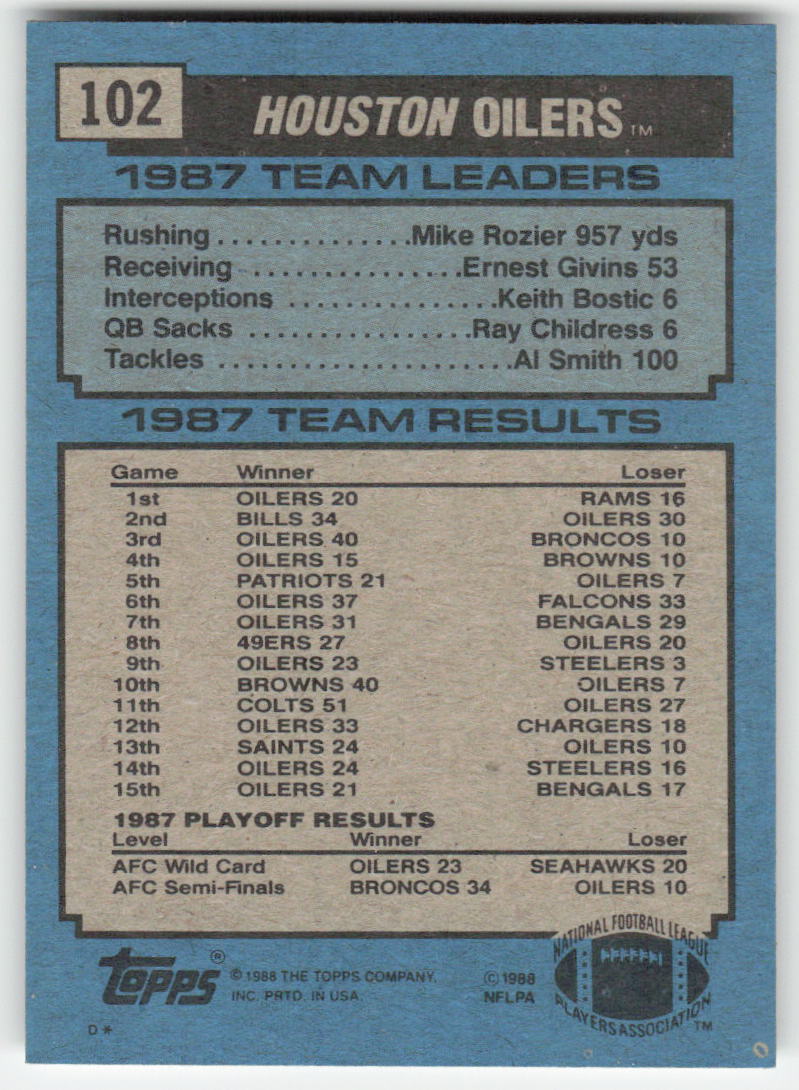 102
HOUSTON OILERS TM
1987 TEAM LEADERS
Rushing..............Mike Rozier 957 yds
Receiving ...............Ernest Givins 53
Interceptions ...............Keith Bostic 6
QB Sacks ................Ray Childress 6
Tackles .....................Al Smith 100
1987 TEAM RESULTS
Game Winner Loser
1st OILERS 20 RAMS 16
2nd BILLS 34 OILERS 30
3rd OILERS 40 BRONCOS 10
4th OILERS 15 BROWNS 10
5th PATRIOTS 21 OILERS 7
6th OILERS 37 FALCONS 33
7th OILERS 31 BENGALS 29
8th 49ERS 27 OILERS 20
9th OILERS 23 STEELERS 3
10th BROWNS 40 OILERS 7
11th COLTS 51 OILERS 27
12th OILERS 33 CHARGERS 18
13th SAINTS 24 OILERS 10
14th OILERS 24 STEELERS 16
15th OILERS 21 BENGALS 17
1987 PLAYOFF RESULTS
Level Winner Loser
AFC Wild Card OILERS 23 SEAHAWKS 20
AFC Semi-Finals BRONCOS 34 OILERS 10
TOPPS ®
© 1988 THE TOPPS COMPANY,
INC. PRTD. IN USA.
© 1988
NFLPA
NATIONAL FOOTBALL LEAGUE
PLAYERS ASSOCIATION TM
D*